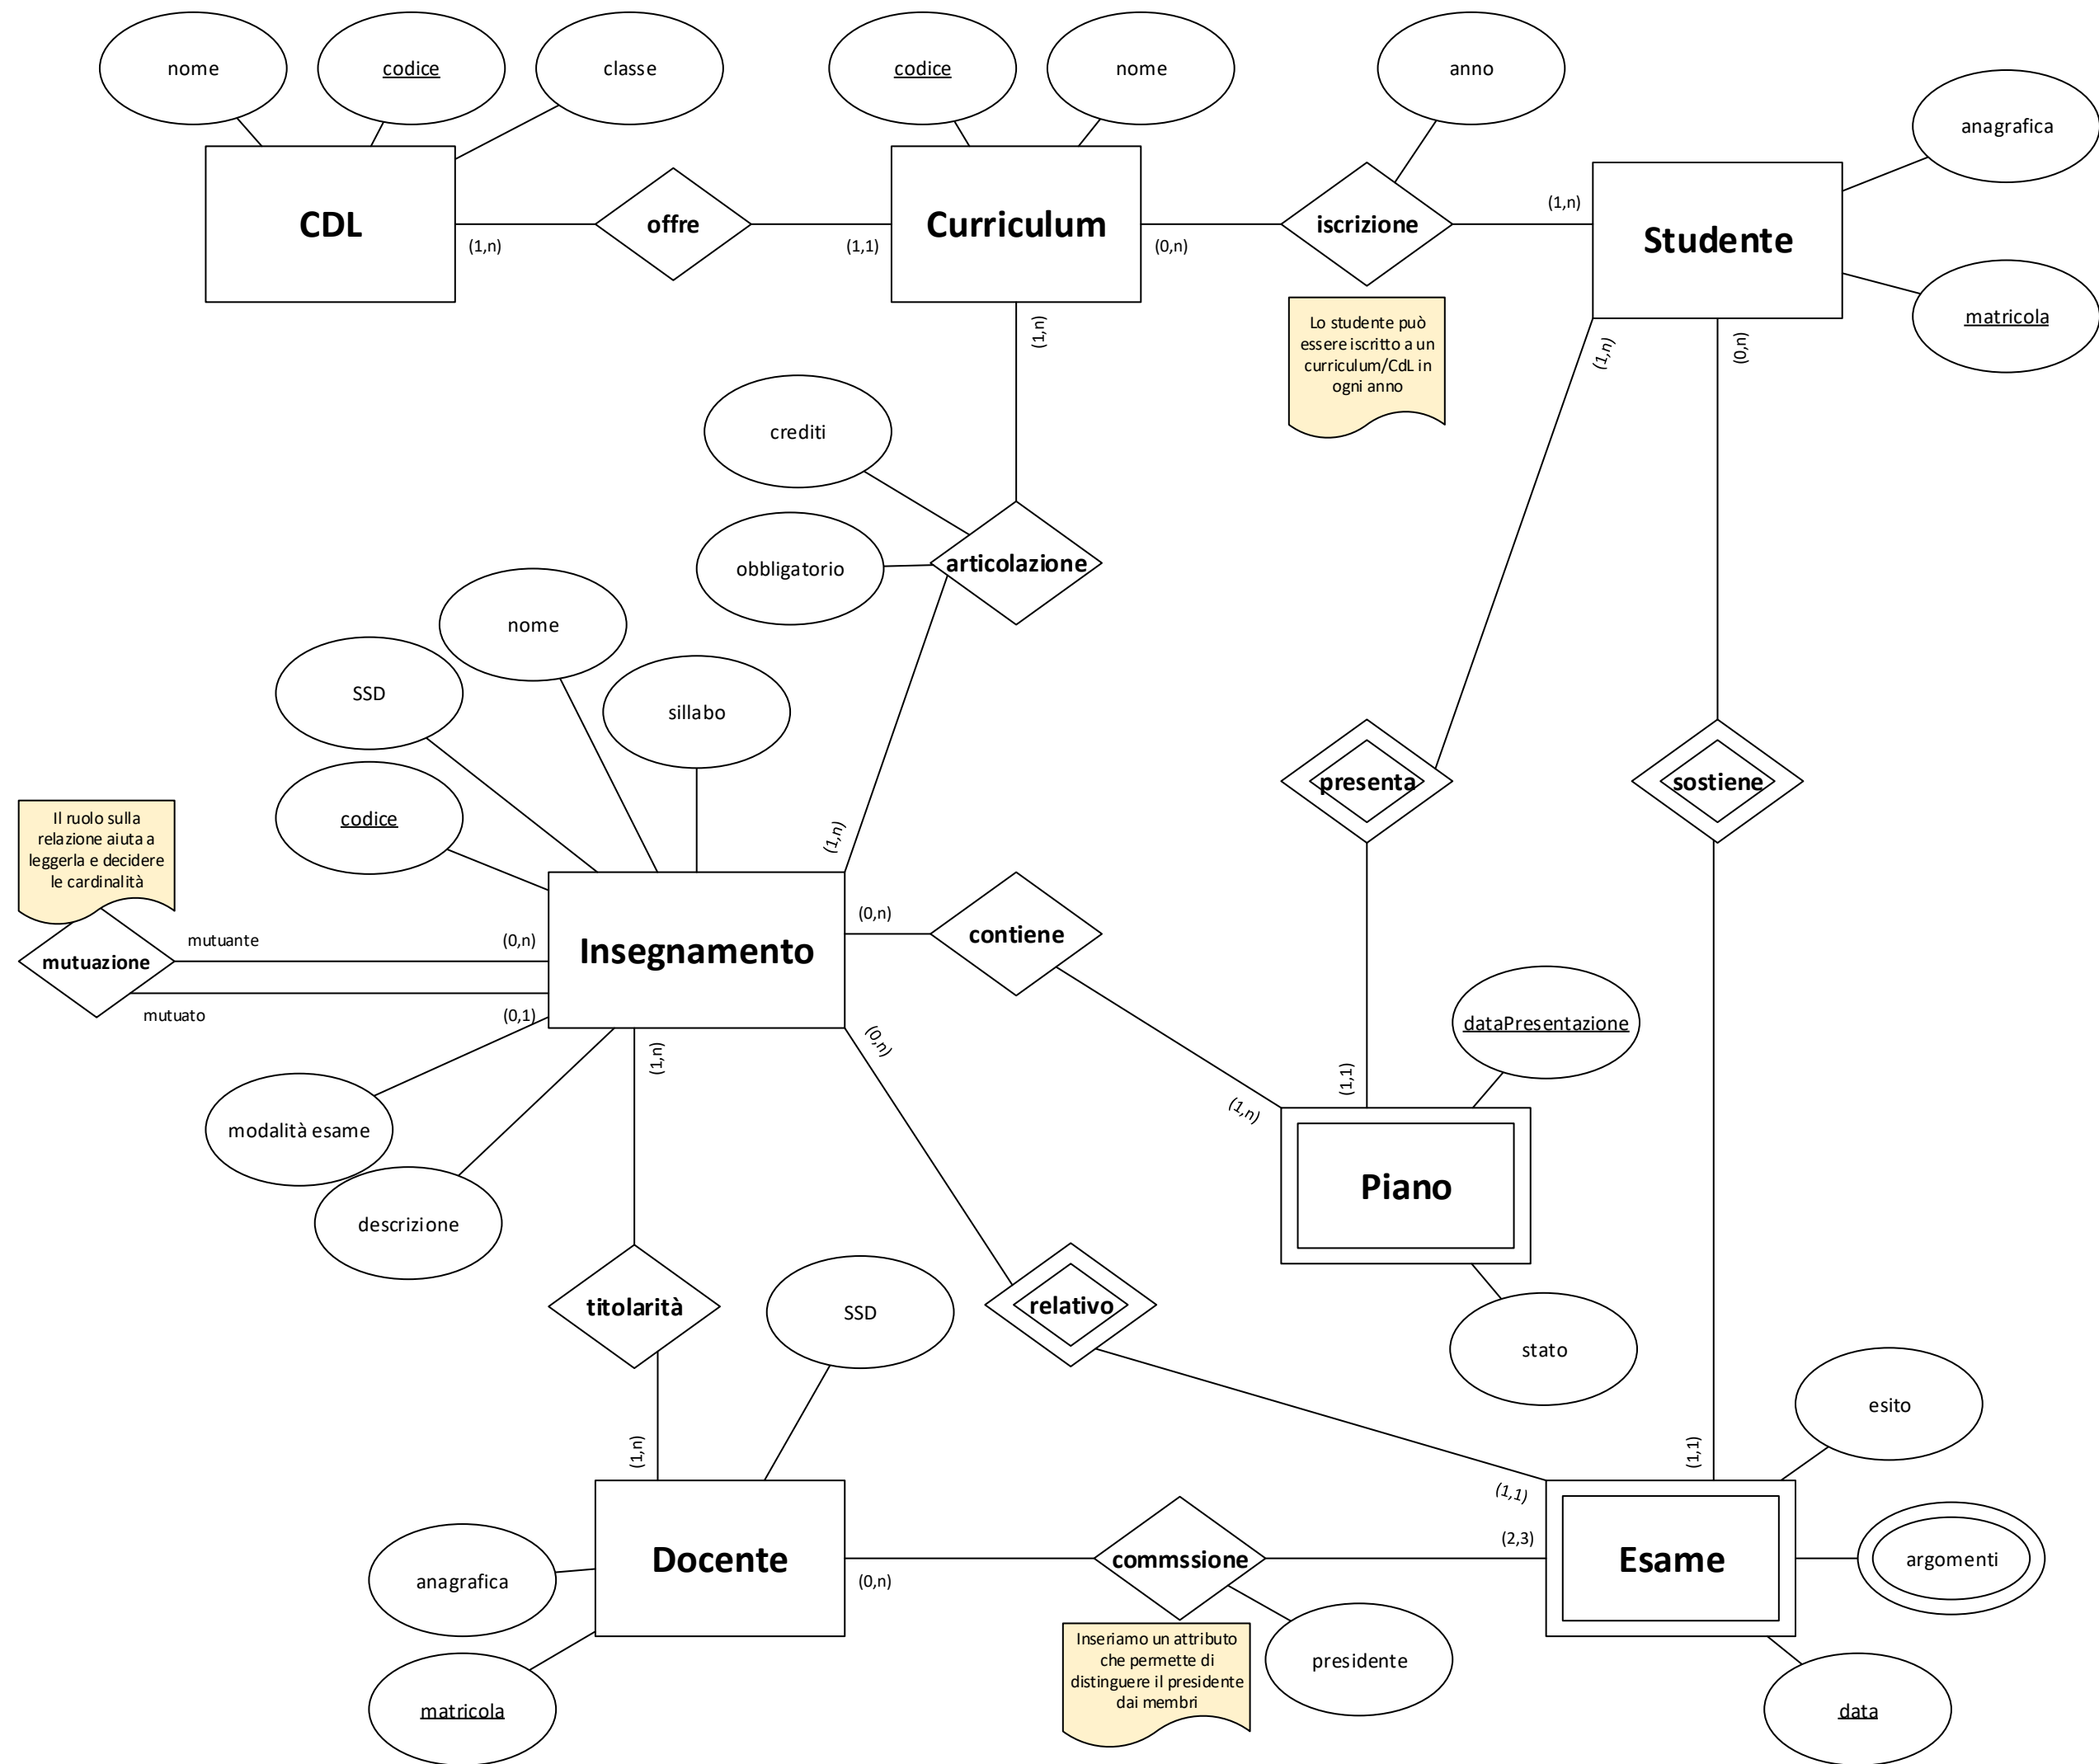 nome
codice
classe
codice
nome
anno
anagrafica
CDL
offre
Curriculum
iscrizione
Studente
(1,n)
(1,1)
(0,n)
(1,n)
matricola
Lo studente può
essere iscritto a un
curriculum/CdL in
ogni anno
(1,n)
(1,n)
(0,n)
crediti
obbligatorio
articolazione
nome
SSD
sillabo
codice
(1,n)
presenta
sostiene
Il ruolo sulla
relazione aiuta a
leggerla e decidere
le cardinalità
mutuazione
mutuante
(0,n)
mutuato
(0,1)
Insegnamento
(0,n)
contiene
(1,n)
(0,n)
dataPresentazione
(1,1)
(1,n)
modalità esame
descrizione
Piano
titolarità
SSD
relativo
stato
esito
(1,n)
(1,1)
(1,1)
(2,3)
Docente
(0,n)
commssione
Esame
argomenti
anagrafica
matricola
Inseriamo un attributo
che permette di
distinguere il presidente
dai membri
presidente
data